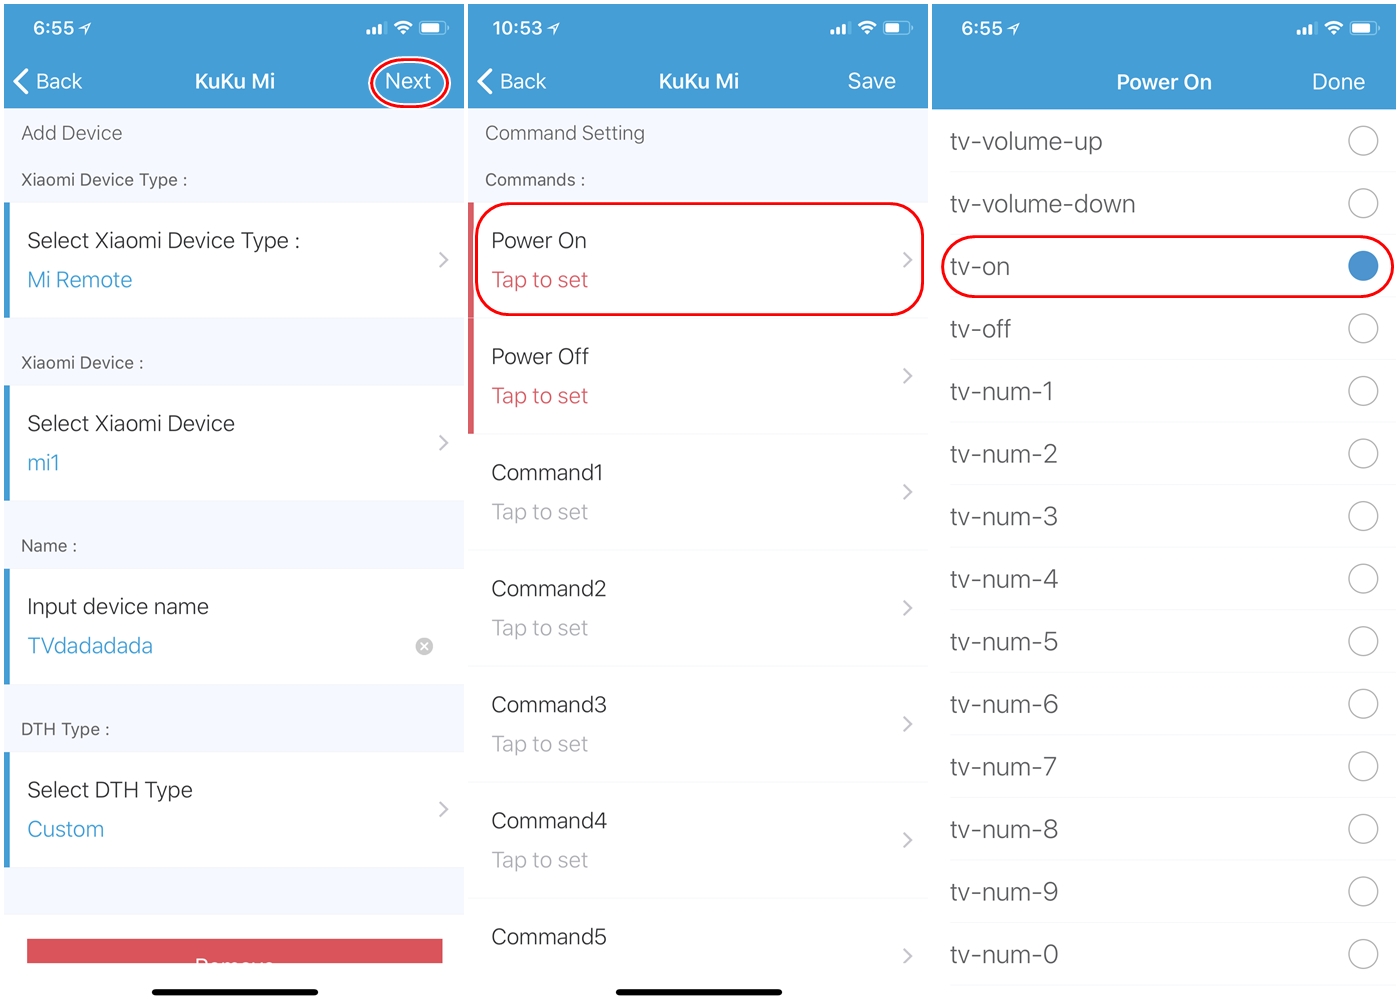 6:55
Back
KuKu Mi
Next
Add Device
Xiaomi Device Type :
Select Xiaomi Device Type :
Mi Remote
Xiaomi Device :
Select Xiaomi Device
mi1
Name :
Input device name
TVdadadada
DTH Type :
Select DTH Type
Custom
Remove
10:53
Back
KuKu Mi
Save
Command Setting
Commands :
Power On
Tap to set
Power Off
Tap to set
Command1
Tap to set
Command2
Tap to set
Command3
Tap to set
Command4
Tap to set
Command5
6:55
Power On
Done
tv-volume-up
tv-volume-down
tv-on
tv-off
tv-num-1
tv-num-2
tv-num-3
tv-num-4
tv-num-5
tv-num-6
tv-num-7
tv-num-8
tv-num-9
tv-num-0